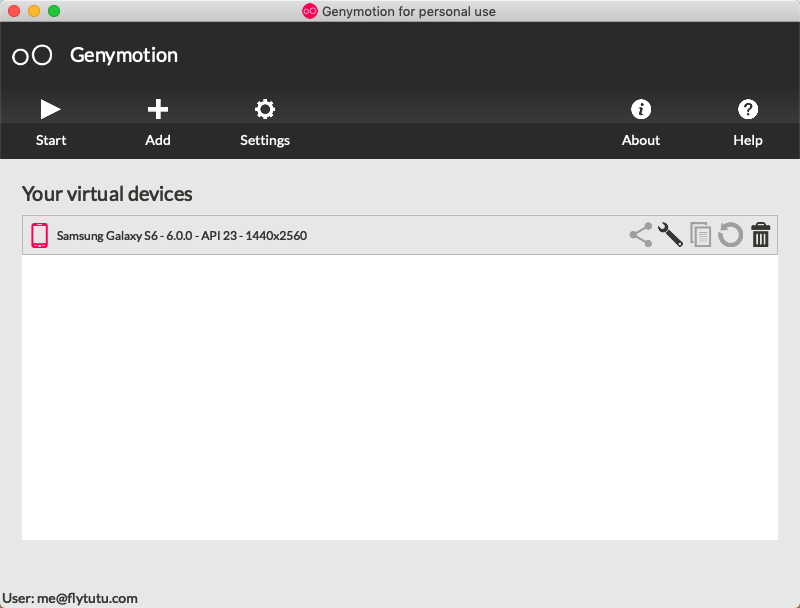 Genymotion for personal use
Genymotion
Start Add Settings About Help
Your virtual devices
Samsung Galaxy S6 - 6.0.0 - API 23 - 1440x2560
User: me@flytutu.com